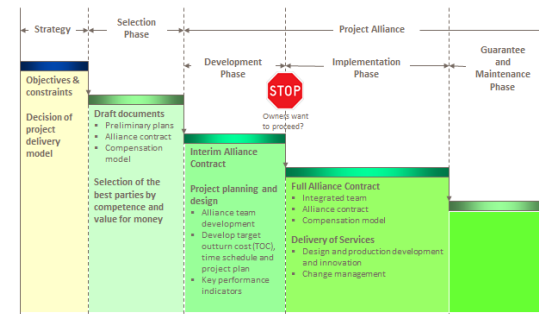 Strategy
Selection
Phase
Project Alliance
Development
Phase
Implementation
Phase
Guarantee
and
Maintenance
Phase
STOP
Owners want
to proceed?
Objectives &
constraints
Decision of
project
delivery
model
Draft documents
▪ Preliminary plans
▪ Alliance contract
▪ Compensation
model
Selection of the
best parties by
competence and
value for money
Interim Alliance
Contract
Project planning and
design
▪ Alliance team
development
▪ Develop target
outturn cost (TOC),
time schedule and
project plan
▪ Key performance
indicators
Full Alliance Contract
▪ Integrated team
▪ Alliance contract
▪ Compensation model
Delivery of Services
▪ Design and production development
and innovation
▪ Change management